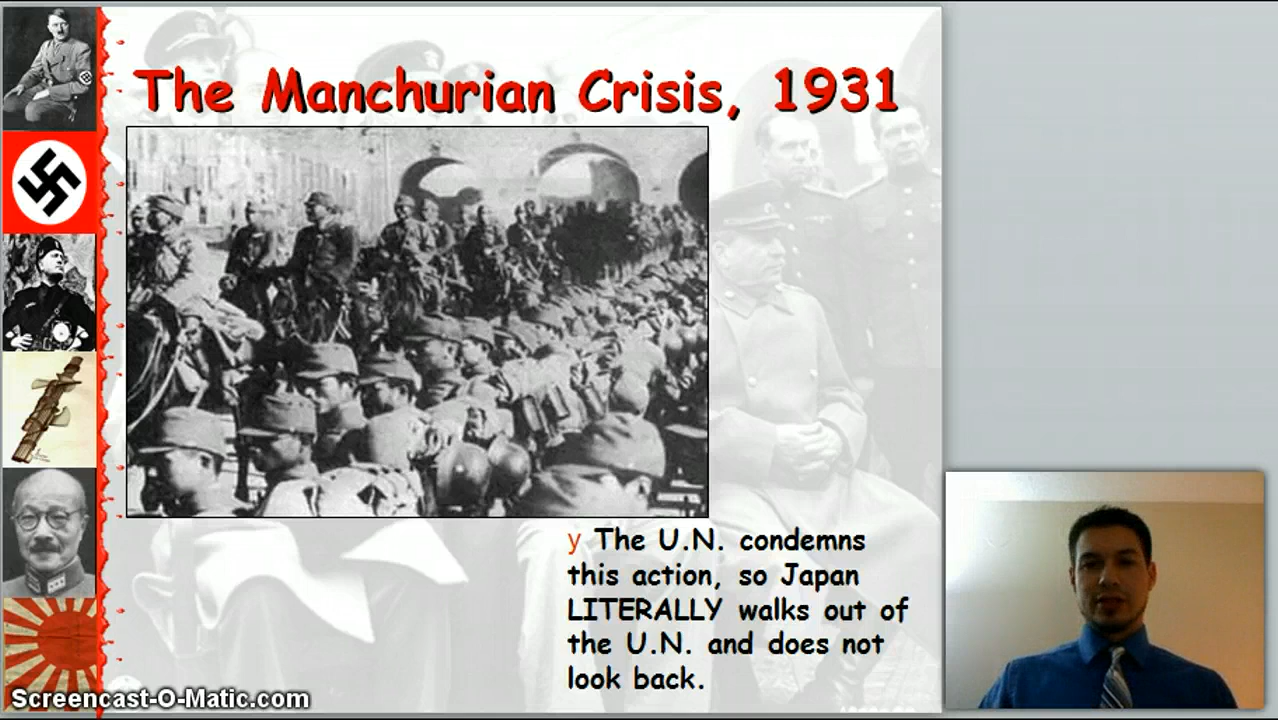 The Manchurian Crisis, 1931
y The U.N. condemns
this action, so Japan
LITERALLY walks out of
the U.N. and does not
look back.
Screencast-O-Matic.com